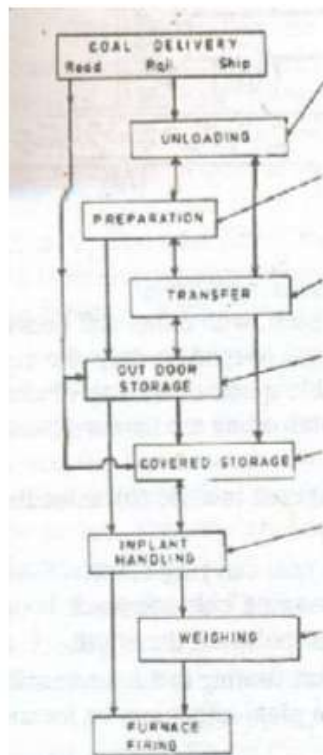 COAL DELIVERY
Road Rail Ship
UNLOADING
PREPARATION
TRANSFER
OUT DOOR
STORAGE
COVERED STORAGE
INPLANT
HANDLING
WEIGHING
FURNACE
FIRING